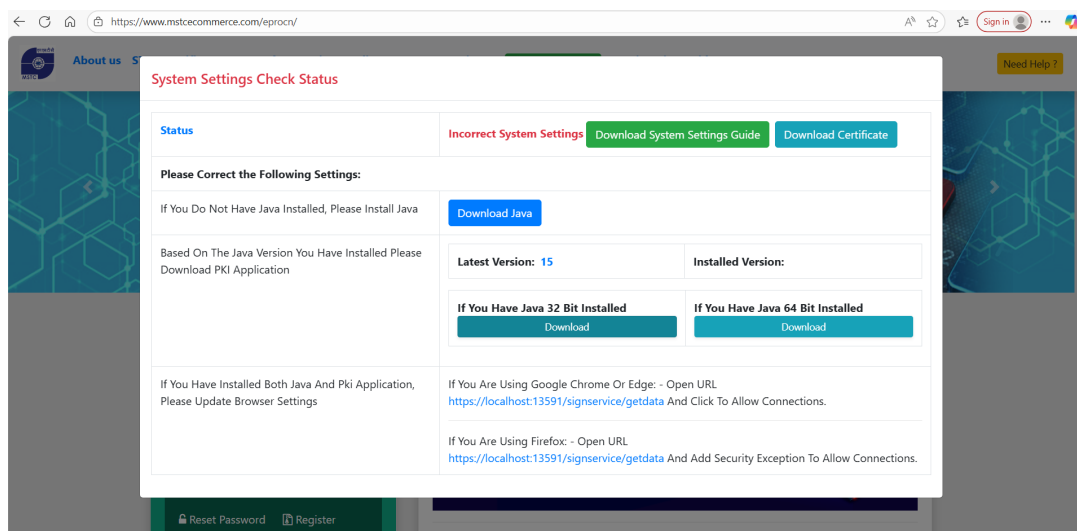 https://www.mstcecommerce.com/eprocn/
Sign in
About us
Need Help ?
MSTC
System Settings Check Status
Status
Incorrect System Settings
Download System Settings Guide
Download Certificate
Please Correct the Following Settings:
If You Do Not Have Java Installed, Please Install Java
Download Java
Based On The Java Version You Have Installed Please
Download PKI Application
Latest Version: 15
Installed Version:
If You Have Java 32 Bit Installed
Download
If You Have Java 64 Bit Installed
Download
If You Have Installed Both Java And Pki Application,
Please Update Browser Settings
If You Are Using Google Chrome Or Edge: - Open URL
https://localhost:13591/signservice/getdata And Click To Allow Connections.
If You Are Using Firefox: - Open URL
https://localhost:13591/signservice/getdata And Add Security Exception To Allow Connections.
Reset Password
Register